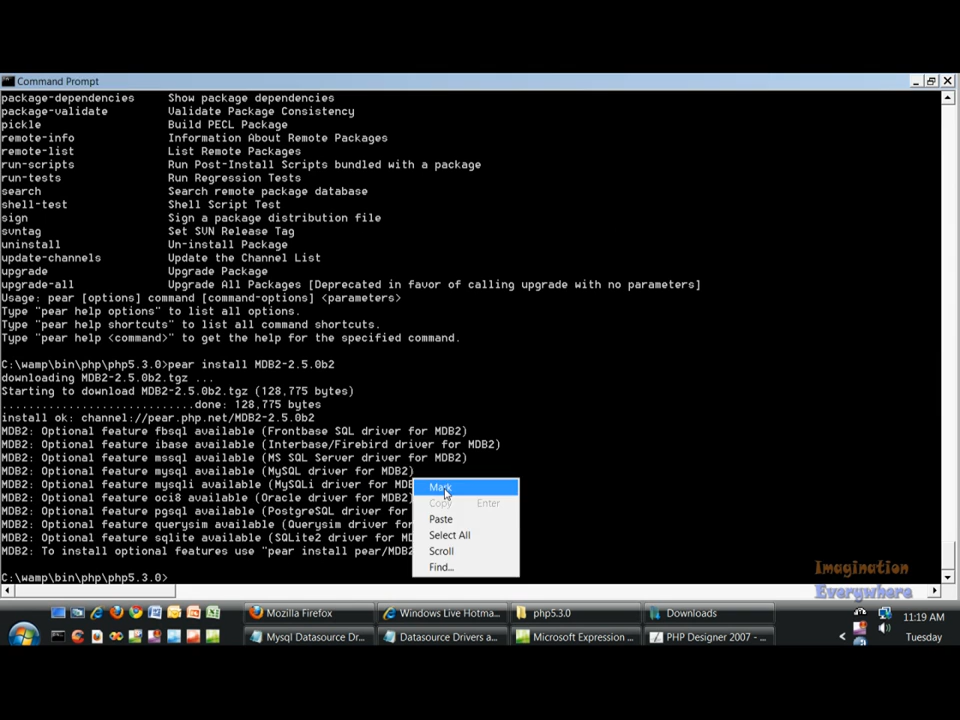 Command Prompt
package-dependencies Show package dependencies
package-validate Validate Package Consistency
pickle Build PECL Package
remote-info Information About Remote Packages
remote-list List Remote Packages
run-scripts Run Post-Install Scripts bundled with a package
run-tests Run Regression Tests
search Search remote package database
shell-test Shell Script Test
sign Sign a package distribution file
svntag Set SVN Release Tag
uninstall Un-install Package
update-channels Update the Channel List
upgrade Upgrade Package
upgrade-all Upgrade All Packages [Deprecated in favor of calling upgrade with no parameters]
Usage: pear [options] command [command-options] <parameters>
Type "pear help options" to list all options.
Type "pear help shortcuts" to list all command shortcuts.
Type "pear help <command>" to get the help for the specified command.
C:\wamp\bin\php\php5.3.0>pear install MDB2-2.5.0b2
downloading MDB2-2.5.0b2.tgz ...
Starting to download MDB2-2.5.0b2.tgz (128,775 bytes)
.............................done: 128,775 bytes
install ok: channel://pear.php.net/MDB2-2.5.0b2
MDB2: Optional feature fbsql available (Frontbase SQL driver for MDB2)
MDB2: Optional feature ibase available (Interbase/Firebird driver for MDB2)
MDB2: Optional feature mssql available (MS SQL Server driver for MDB2)
MDB2: Optional feature mysql available (MySQL driver for MDB2)
MDB2: Optional feature mysqli available (MySQLi driver for MDB
MDB2: Optional feature oci8 available (Oracle driver for MDB2)
MDB2: Optional feature pgsql available (PostgreSQL driver for
MDB2: Optional feature querysim available (Querysim driver for
MDB2: Optional feature sqlite available (SQLite2 driver for MD
MDB2: To install optional features use "pear install pear/MDB2
C:\wamp\bin\php\php5.3.0>
Mark
Copy Enter
Paste
Select All
Scroll
Find...
Imagination
Everywhere
Mozilla Firefox
Windows Live Hotma...
php5.3.0
Downloads
11:19 AM
Mysql Datasource Dr...
Datasource Drivers a...
Microsoft Expression ...
PHP Designer 2007 - ...
Tuesday